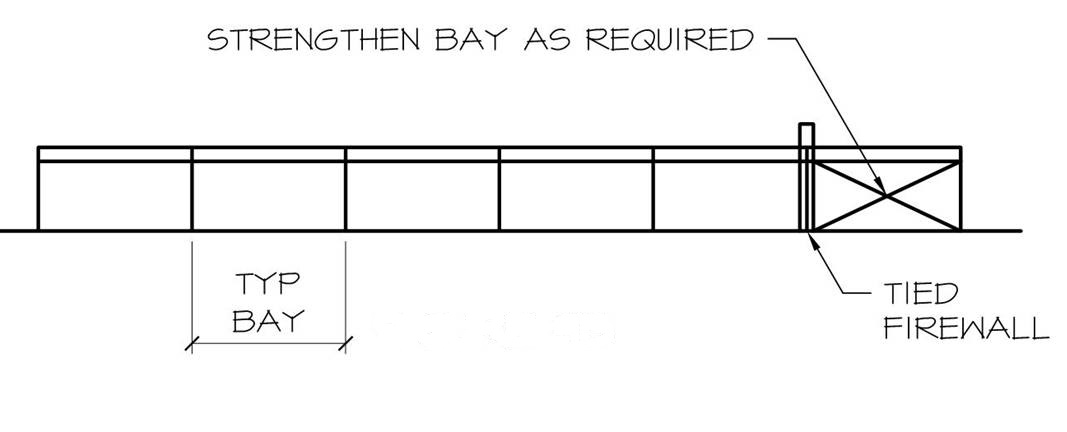 STRENGTHEN BAY AS REQUIRED
TYP
BAY
TIED
FIREWALL